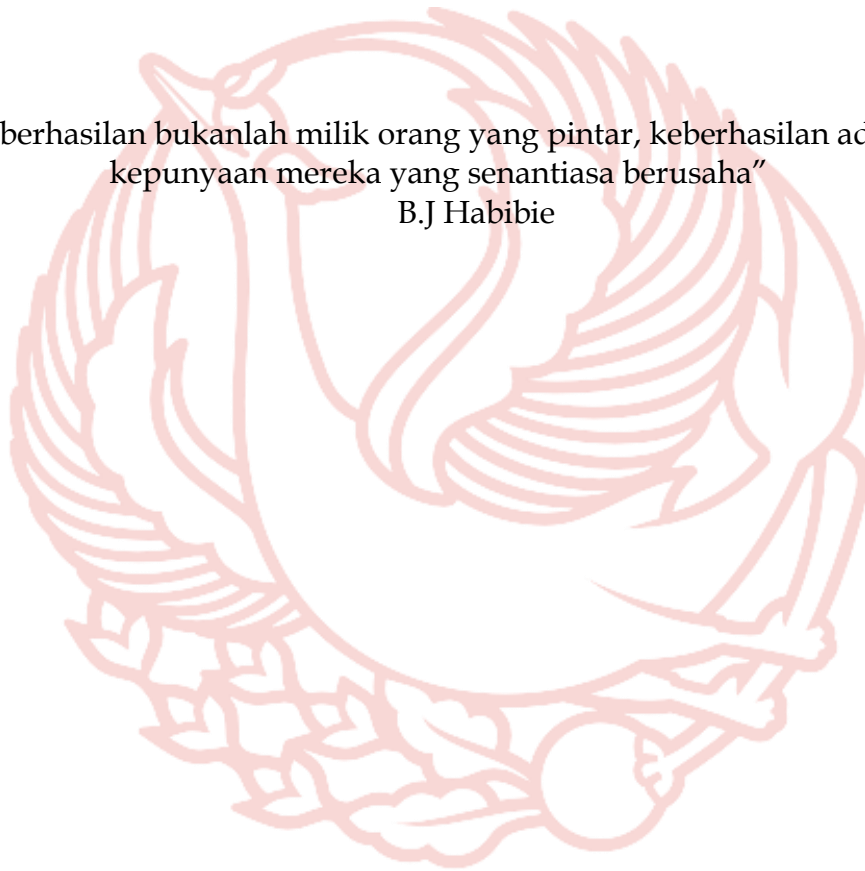 berhasilan bukanlah milik orang yang pintar, keberhasilan ad
kepunyaan mereka yang senantiasa berusaha”
B.J Habibie